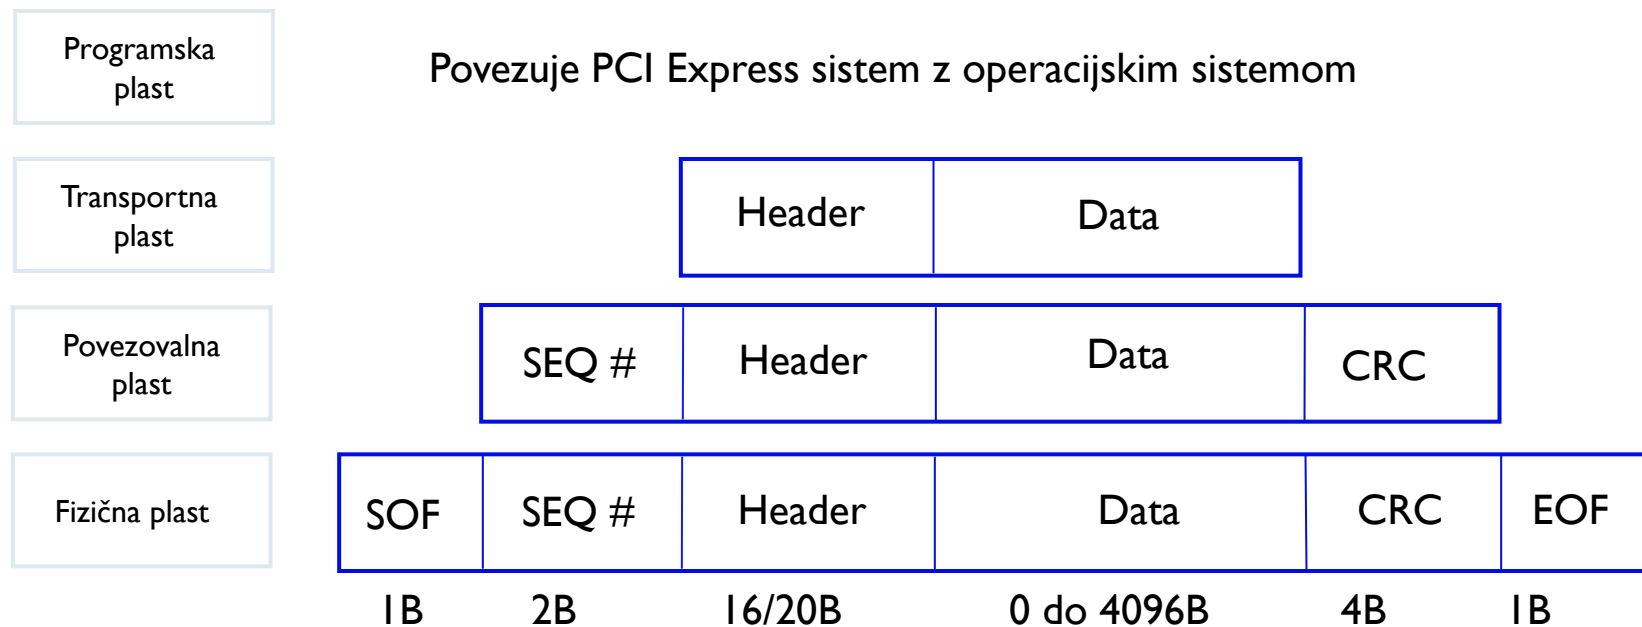 Programska
plast
Povezuje PCI Express sistem z operacijskim sistemom
Transportna
plast
Header
Data
Povezovalna
plast
SEQ #
Header
Data
CRC
Fizična plast
SOF
SEQ #
Header
Data
CRC
EOF
1B
2B
16/20B
0 do 4096B
4B
1B